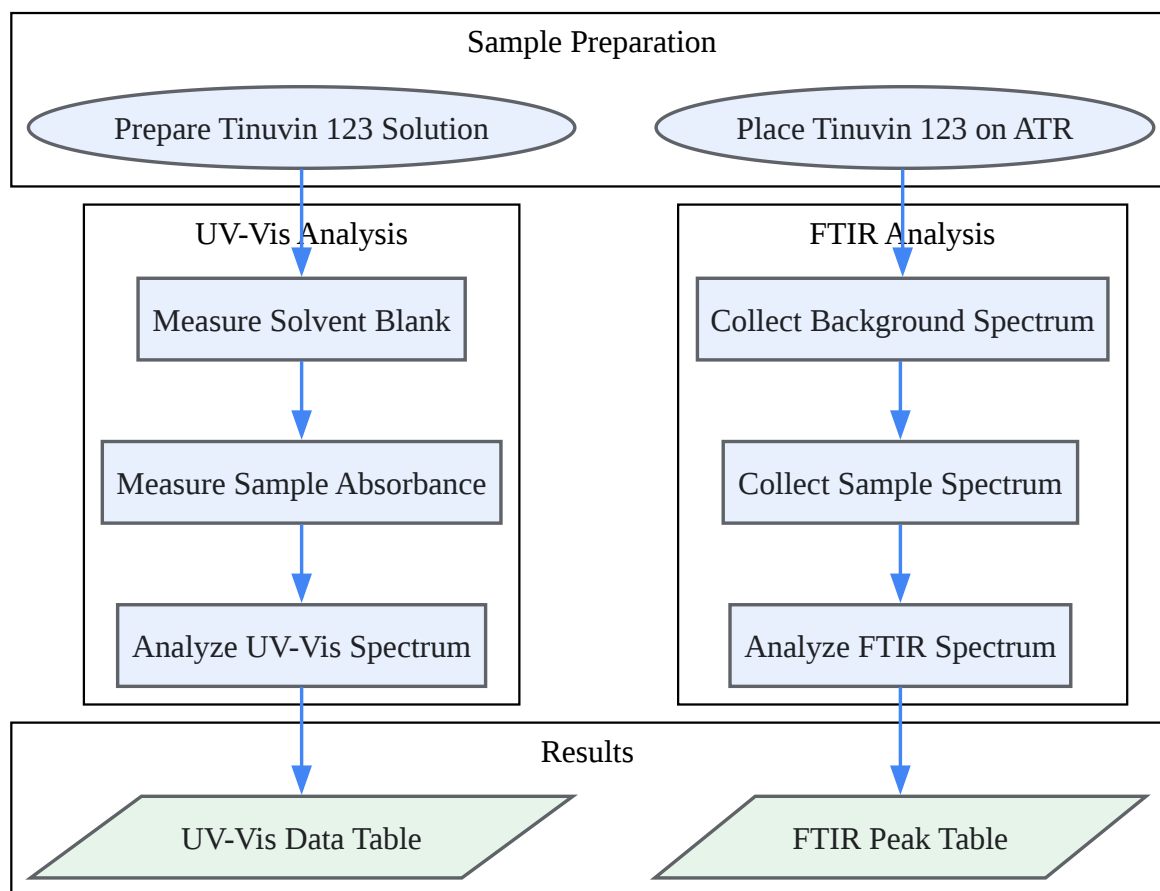 Sample Preparation
Prepare Tinuvin 123 Solution
Place Tinuvin 123 on ATR
UV-Vis Analysis
FTIR Analysis
Measure Solvent Blank
Collect Background Spectrum
Measure Sample Absorbance
Collect Sample Spectrum
Analyze UV-Vis Spectrum
Analyze FTIR Spectrum
Results
UV-Vis Data Table
FTIR Peak Table